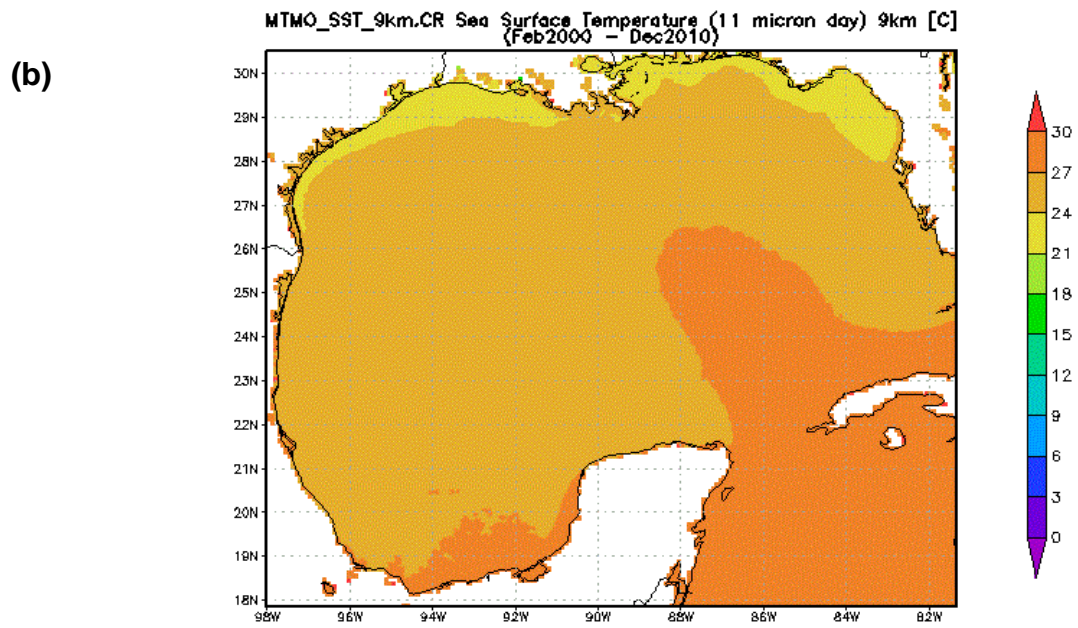 MTMO_SST_9km.CR Sea Surface Temperature (11 micron day) 9km [C]
(Feb2000 – Dec2010)
(b)
30N
29N
28N
27N
26N
25N
24N
23N
22N
21N
20N
19N
18N
98W 96W 94W 92W 90W 88W 86W 84W 82W
30
27
24
21
18
15
12
9
6
3
0